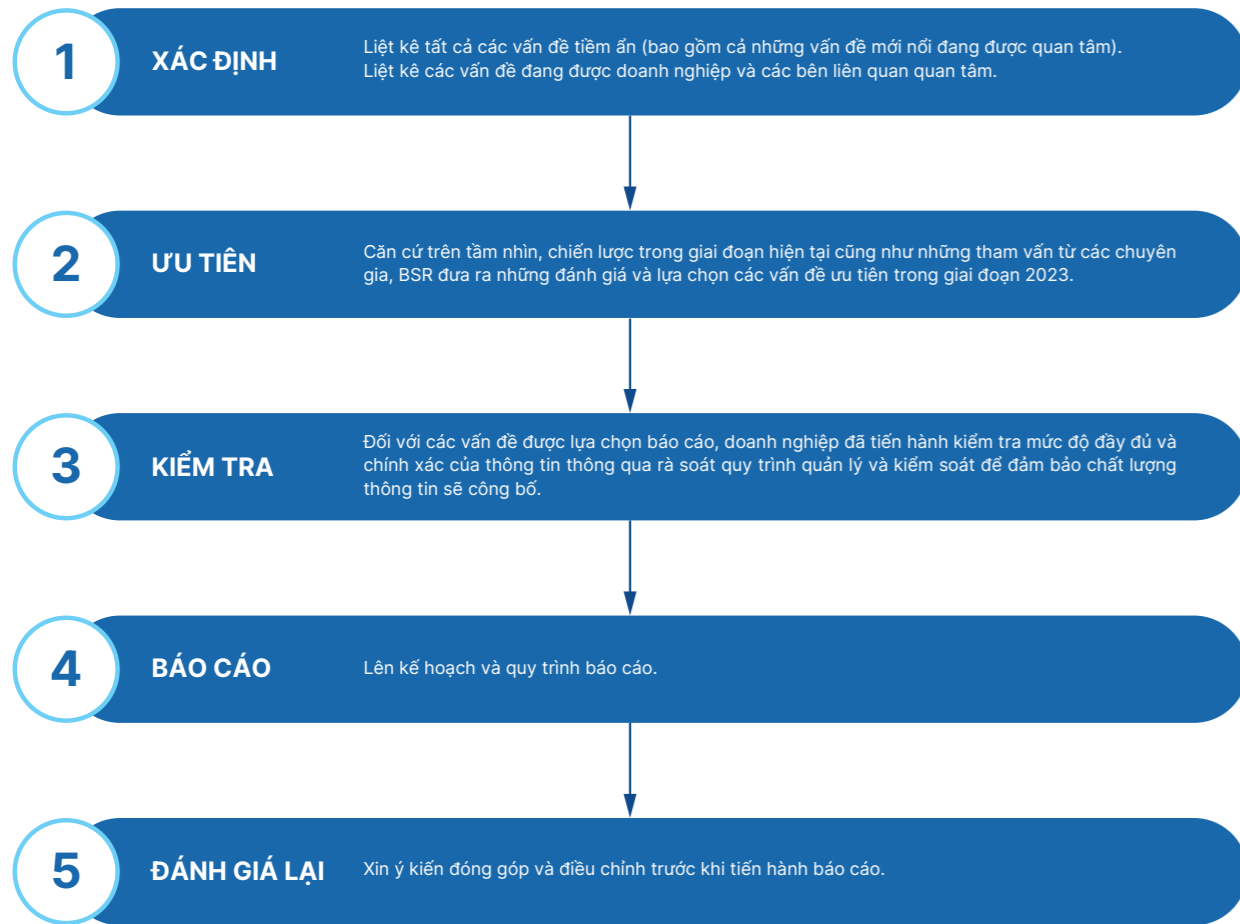 1
XÁC ĐỊNH
Liệt kê tất cả các vấn đề tiềm ẩn (bao gồm cả những vấn đề mới nổi đang được quan tâm).
Liệt kê các vấn đề đang được doanh nghiệp và các bên liên quan quan tâm.
2
ƯU TIÊN
Căn cứ trên tầm nhìn, chiến lược trong giai đoạn hiện tại cũng như những tham vấn từ các chuyên
gia, BSR đưa ra những đánh giá và lựa chọn các vấn đề ưu tiên trong giai đoạn 2023.
3
KIỂM TRA
Đối với các vấn đề được lựa chọn báo cáo, doanh nghiệp đã tiến hành kiểm tra mức độ đầy đủ và
chính xác của thông tin thông qua rà soát quy trình quản lý và kiểm soát để đảm bảo chất lượng
thông tin sẽ công bố.
4
BÁO CÁO
Lên kế hoạch và quy trình báo cáo.
5
ĐÁNH GIÁ LẠI
Xin ý kiến đóng góp và điều chỉnh trước khi tiến hành báo cáo.